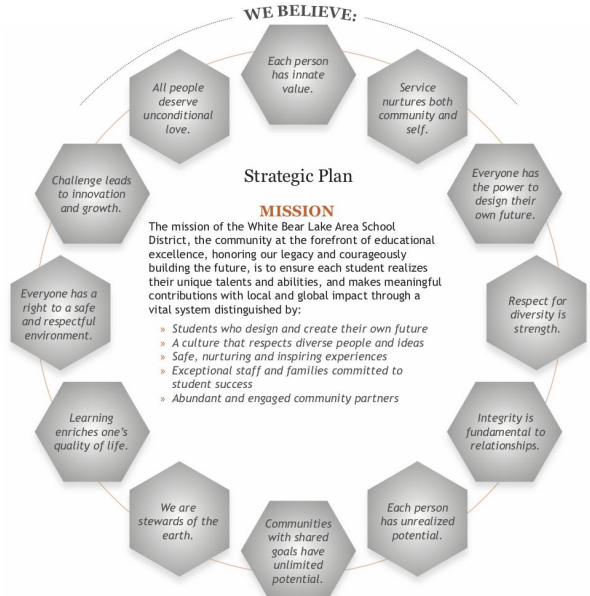 WE BELIEVE:
Each person
has innate
value.
Service
nurtures both
community and
self.
Everyone has
the power to
design their
own future.
Respect for
diversity is
strength.
Integrity is
fundamental to
relationships.
Each person
has unrealized
potential.
Communities
with shared
goals have
unlimited
potential.
We are
stewards of the
earth.
Learning
enriches one's
quality of life.
Everyone has a
right to a safe
and respectful
environment.
Challenge leads
to innovation
and growth.
All people
deserve
unconditional
love.
Strategic Plan
MISSION
The mission of the White Bear Lake Area School
District, the community at the forefront of educational
excellence, honoring our legacy and courageously
building the future, is to ensure each student realizes
their unique talents and abilities, and makes meaningful
contributions with local and global impact through a
vital system distinguished by:
» Students who design and create their own future
» A culture that respects diverse people and ideas
» Safe, nurturing and inspiring experiences
» Exceptional staff and families committed to
student success
» Abundant and engaged community partners